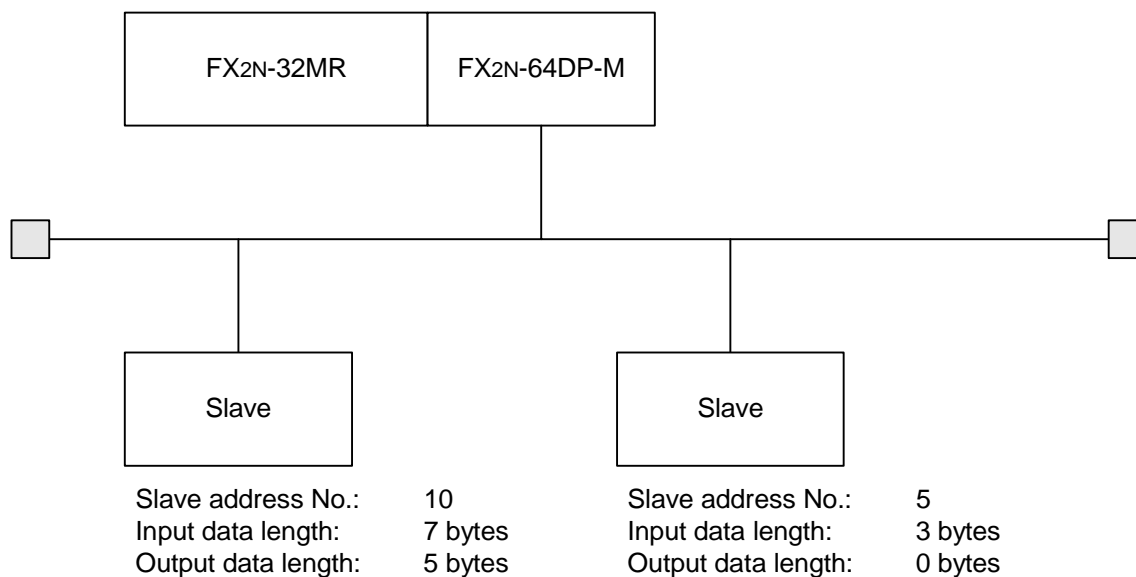 FX2N-32MR
FX2N-64DP-M
Slave
Slave
Slave address No.: 10
Input data length: 7 bytes
Output data length: 5 bytes
Slave address No.: 5
Input data length: 3 bytes
Output data length: 0 bytes